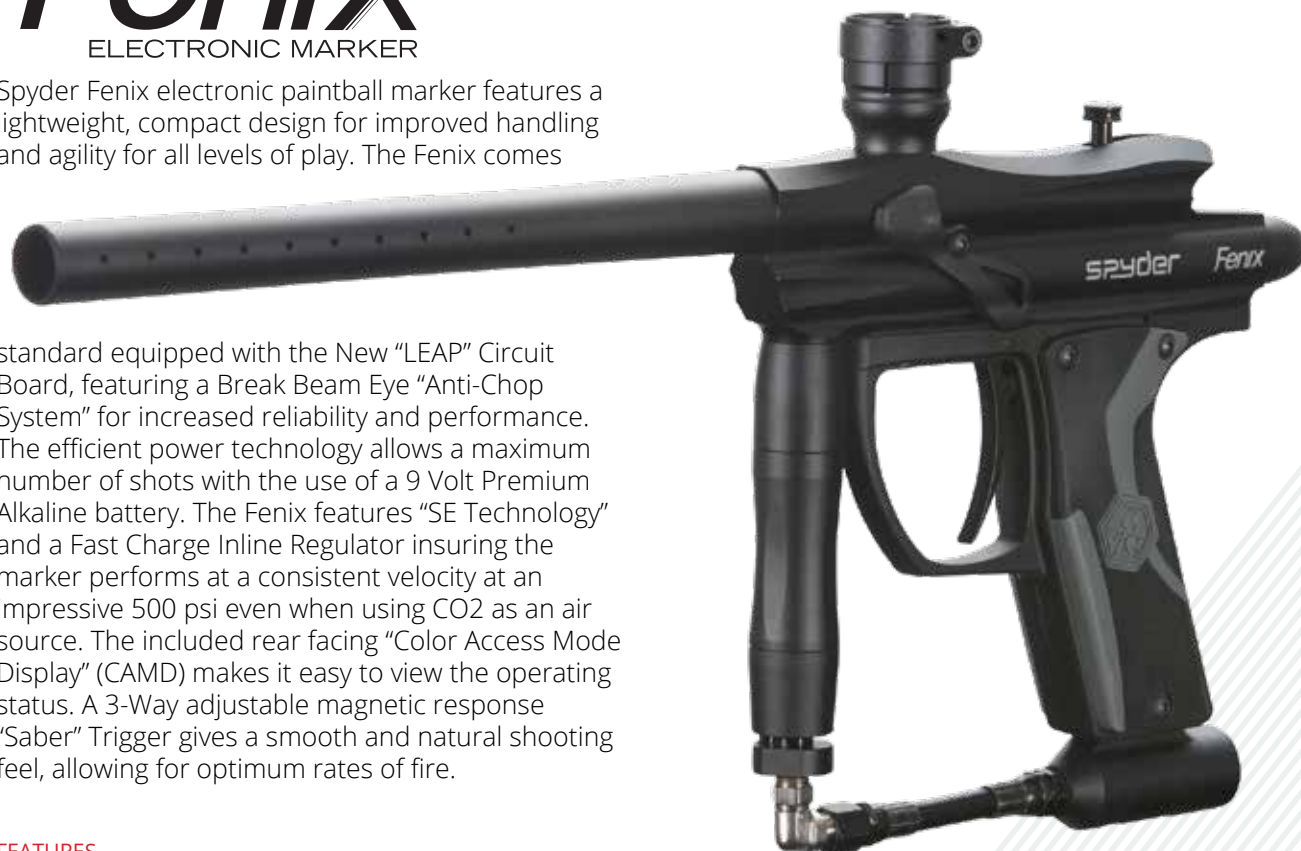 Fenix
ELECTRONIC MARKER
Spyder Fenix electronic paintball marker features a
lightweight, compact design for improved handling
and agility for all levels of play. The Fenix comes
spyder Fenix
standard equipped with the New “LEAP” Circuit
Board, featuring a Break Beam Eye “Anti-Chop
System” for increased reliability and performance.
The efficient power technology allows a maximum
number of shots with the use of a 9 Volt Premium
Alkaline battery. The Fenix features “SE Technology”
and a Fast Charge Inline Regulator insuring the
marker performs at a consistent velocity at an
impressive 500 psi even when using CO2 as an air
source. The included rear facing “Color Access Mode
Display” (CAMD) makes it easy to view the operating
status. A 3-Way adjustable magnetic response
“Saber” Trigger gives a smooth and natural shooting
feel, allowing for optimum rates of fire.
FEATURES